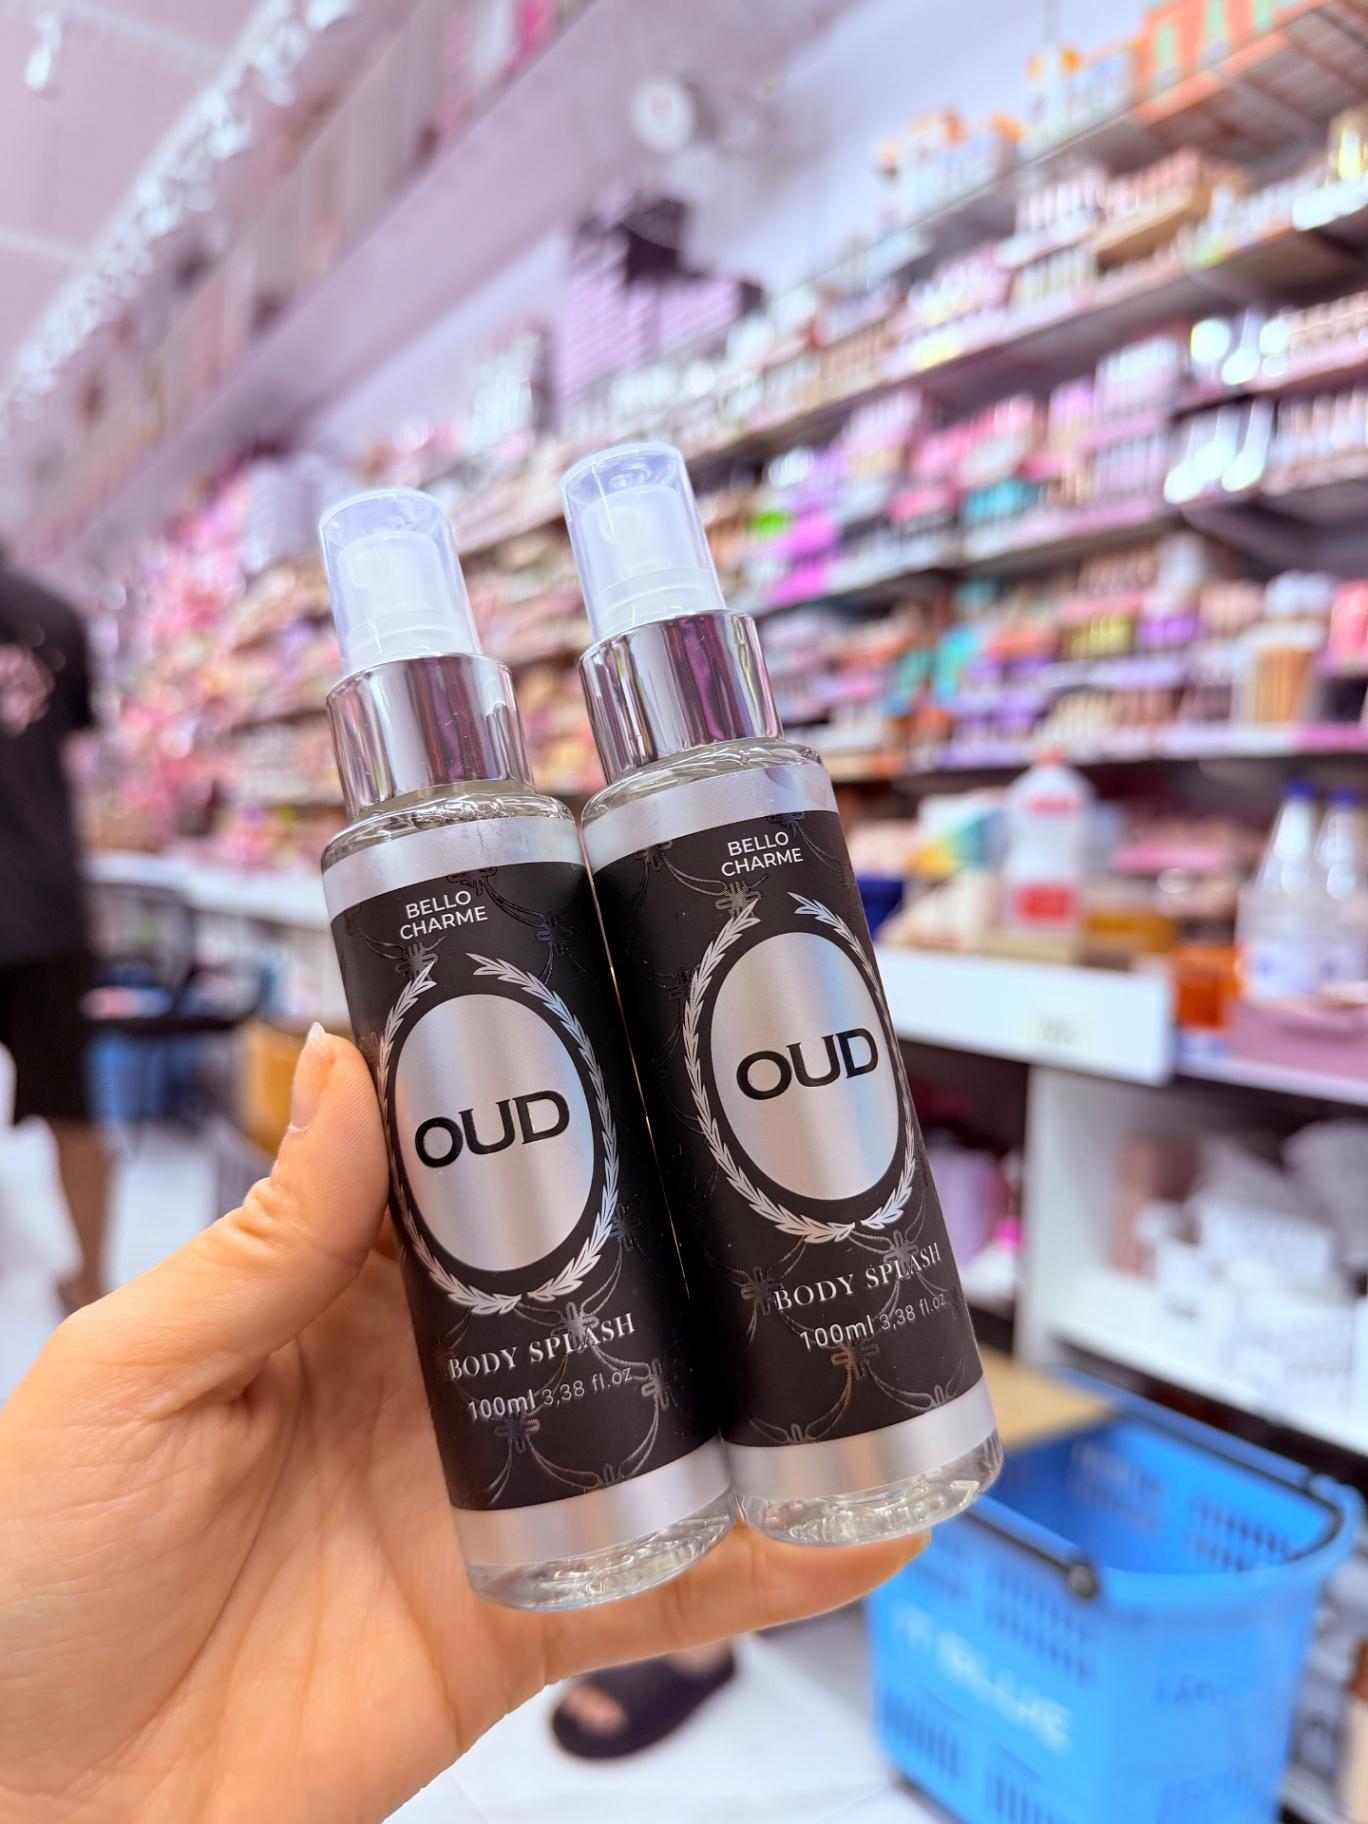 BELLO
CHARME
OUD
BODY SPLASH
100ml 3,38 fl.oz
BELLO
CHARME
OUD
BODY SPLASH
100ml 3,38 fl.oz